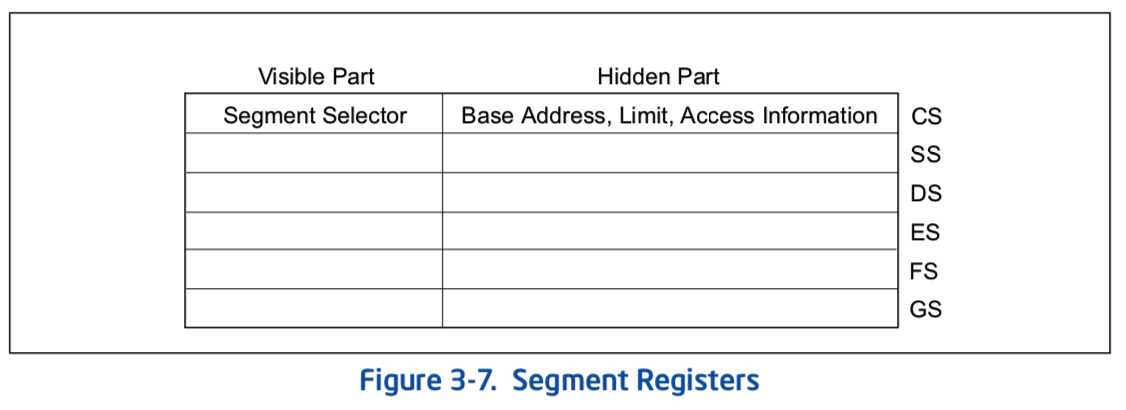 Visible Part Hidden Part
Segment Selector Base Address, Limit, Access Information CS
SS
DS
ES
FS
GS
Figure 3-7. Segment Registers